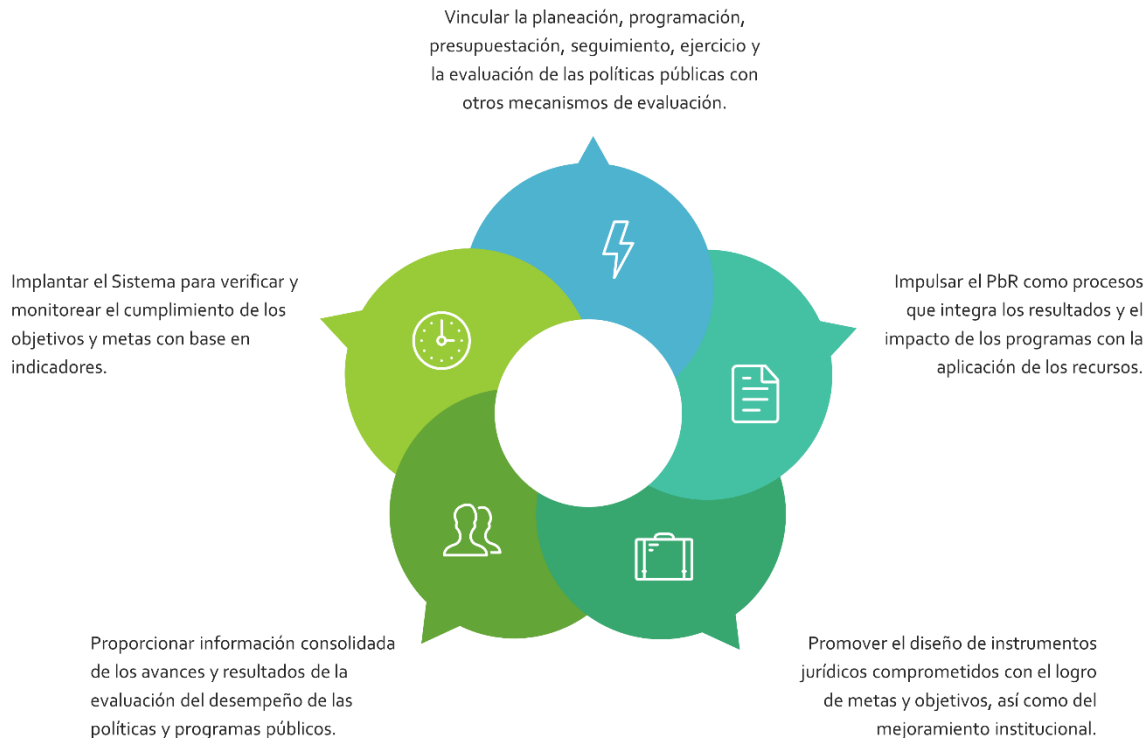 Vincular la planeación, programación,
presupuestación, seguimiento, ejercicio y
la evaluación de las políticas públicas con
otros mecanismos de evaluación.
Implantar el Sistema para verificar y
monitorear el cumplimiento de los
objetivos y metas con base en
indicadores.
Impulsar el PbR como procesos
que integra los resultados y el
impacto de los programas con la
aplicación de los recursos.
Proporcionar información consolidada
de los avances y resultados de la
evaluación del desempeño de las
políticas y programas públicos.
Promover el diseño de instrumentos
jurídicos comprometidos con el logro
de metas y objetivos, así como del
mejoramiento institucional.